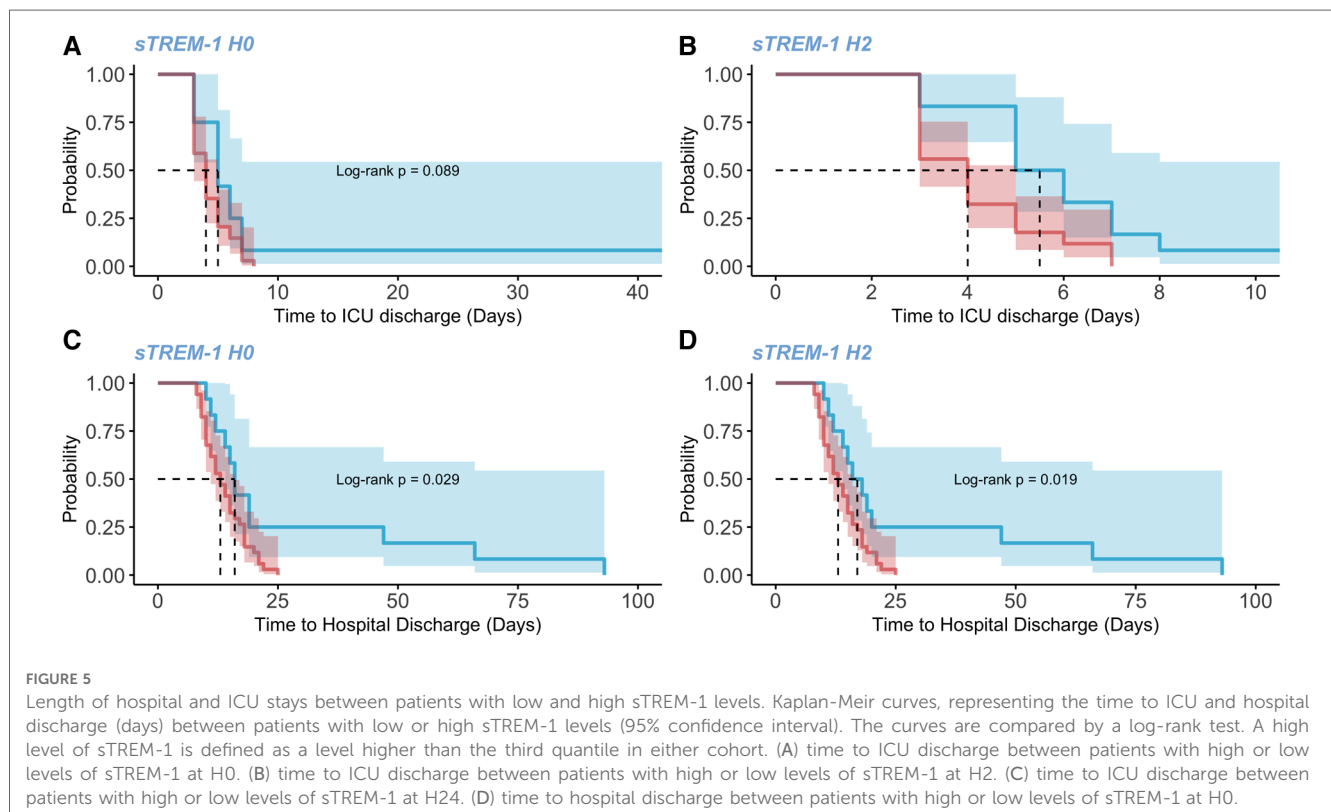 A
sTREM-1 H0
1.00
0.75
0.50
0.25
0.00
Probability
Log-rank p = 0.089
0 10 20 30 40
Time to ICU discharge (Days)
B
sTREM-1 H2
1.00
0.75
0.50
0.25
0.00
Probability
0 2 4 6 8 10
Time to ICU discharge (Days)
C
sTREM-1 H0
1.00
0.75
0.50
0.25
0.00
Probability
Log-rank p = 0.029
0 25 50 75 100
Time to Hospital Discharge (Days)
D
sTREM-1 H2
1.00
0.75
0.50
0.25
0.00
Probability
Log-rank p = 0.019
0 25 50 75 100
Time to Hospital Discharge (Days)
FIGURE 5
Length of hospital and ICU stays between patients with low and high sTREM-1 levels. Kaplan-Meir curves, representing the time to ICU and hospital
discharge (days) between patients with low or high sTREM-1 levels (95% confidence interval). The curves are compared by a log-rank test. A high
level of sTREM-1 is defined as a level higher than the third quantile in either cohort. (A) time to ICU discharge between patients with high or low
levels of sTREM-1 at H0. (B) time to ICU discharge between patients with high or low levels of sTREM-1 at H2. (C) time to ICU discharge between
patients with high or low levels of sTREM-1 at H24. (D) time to hospital discharge between patients with high or low levels of sTREM-1 at H0.